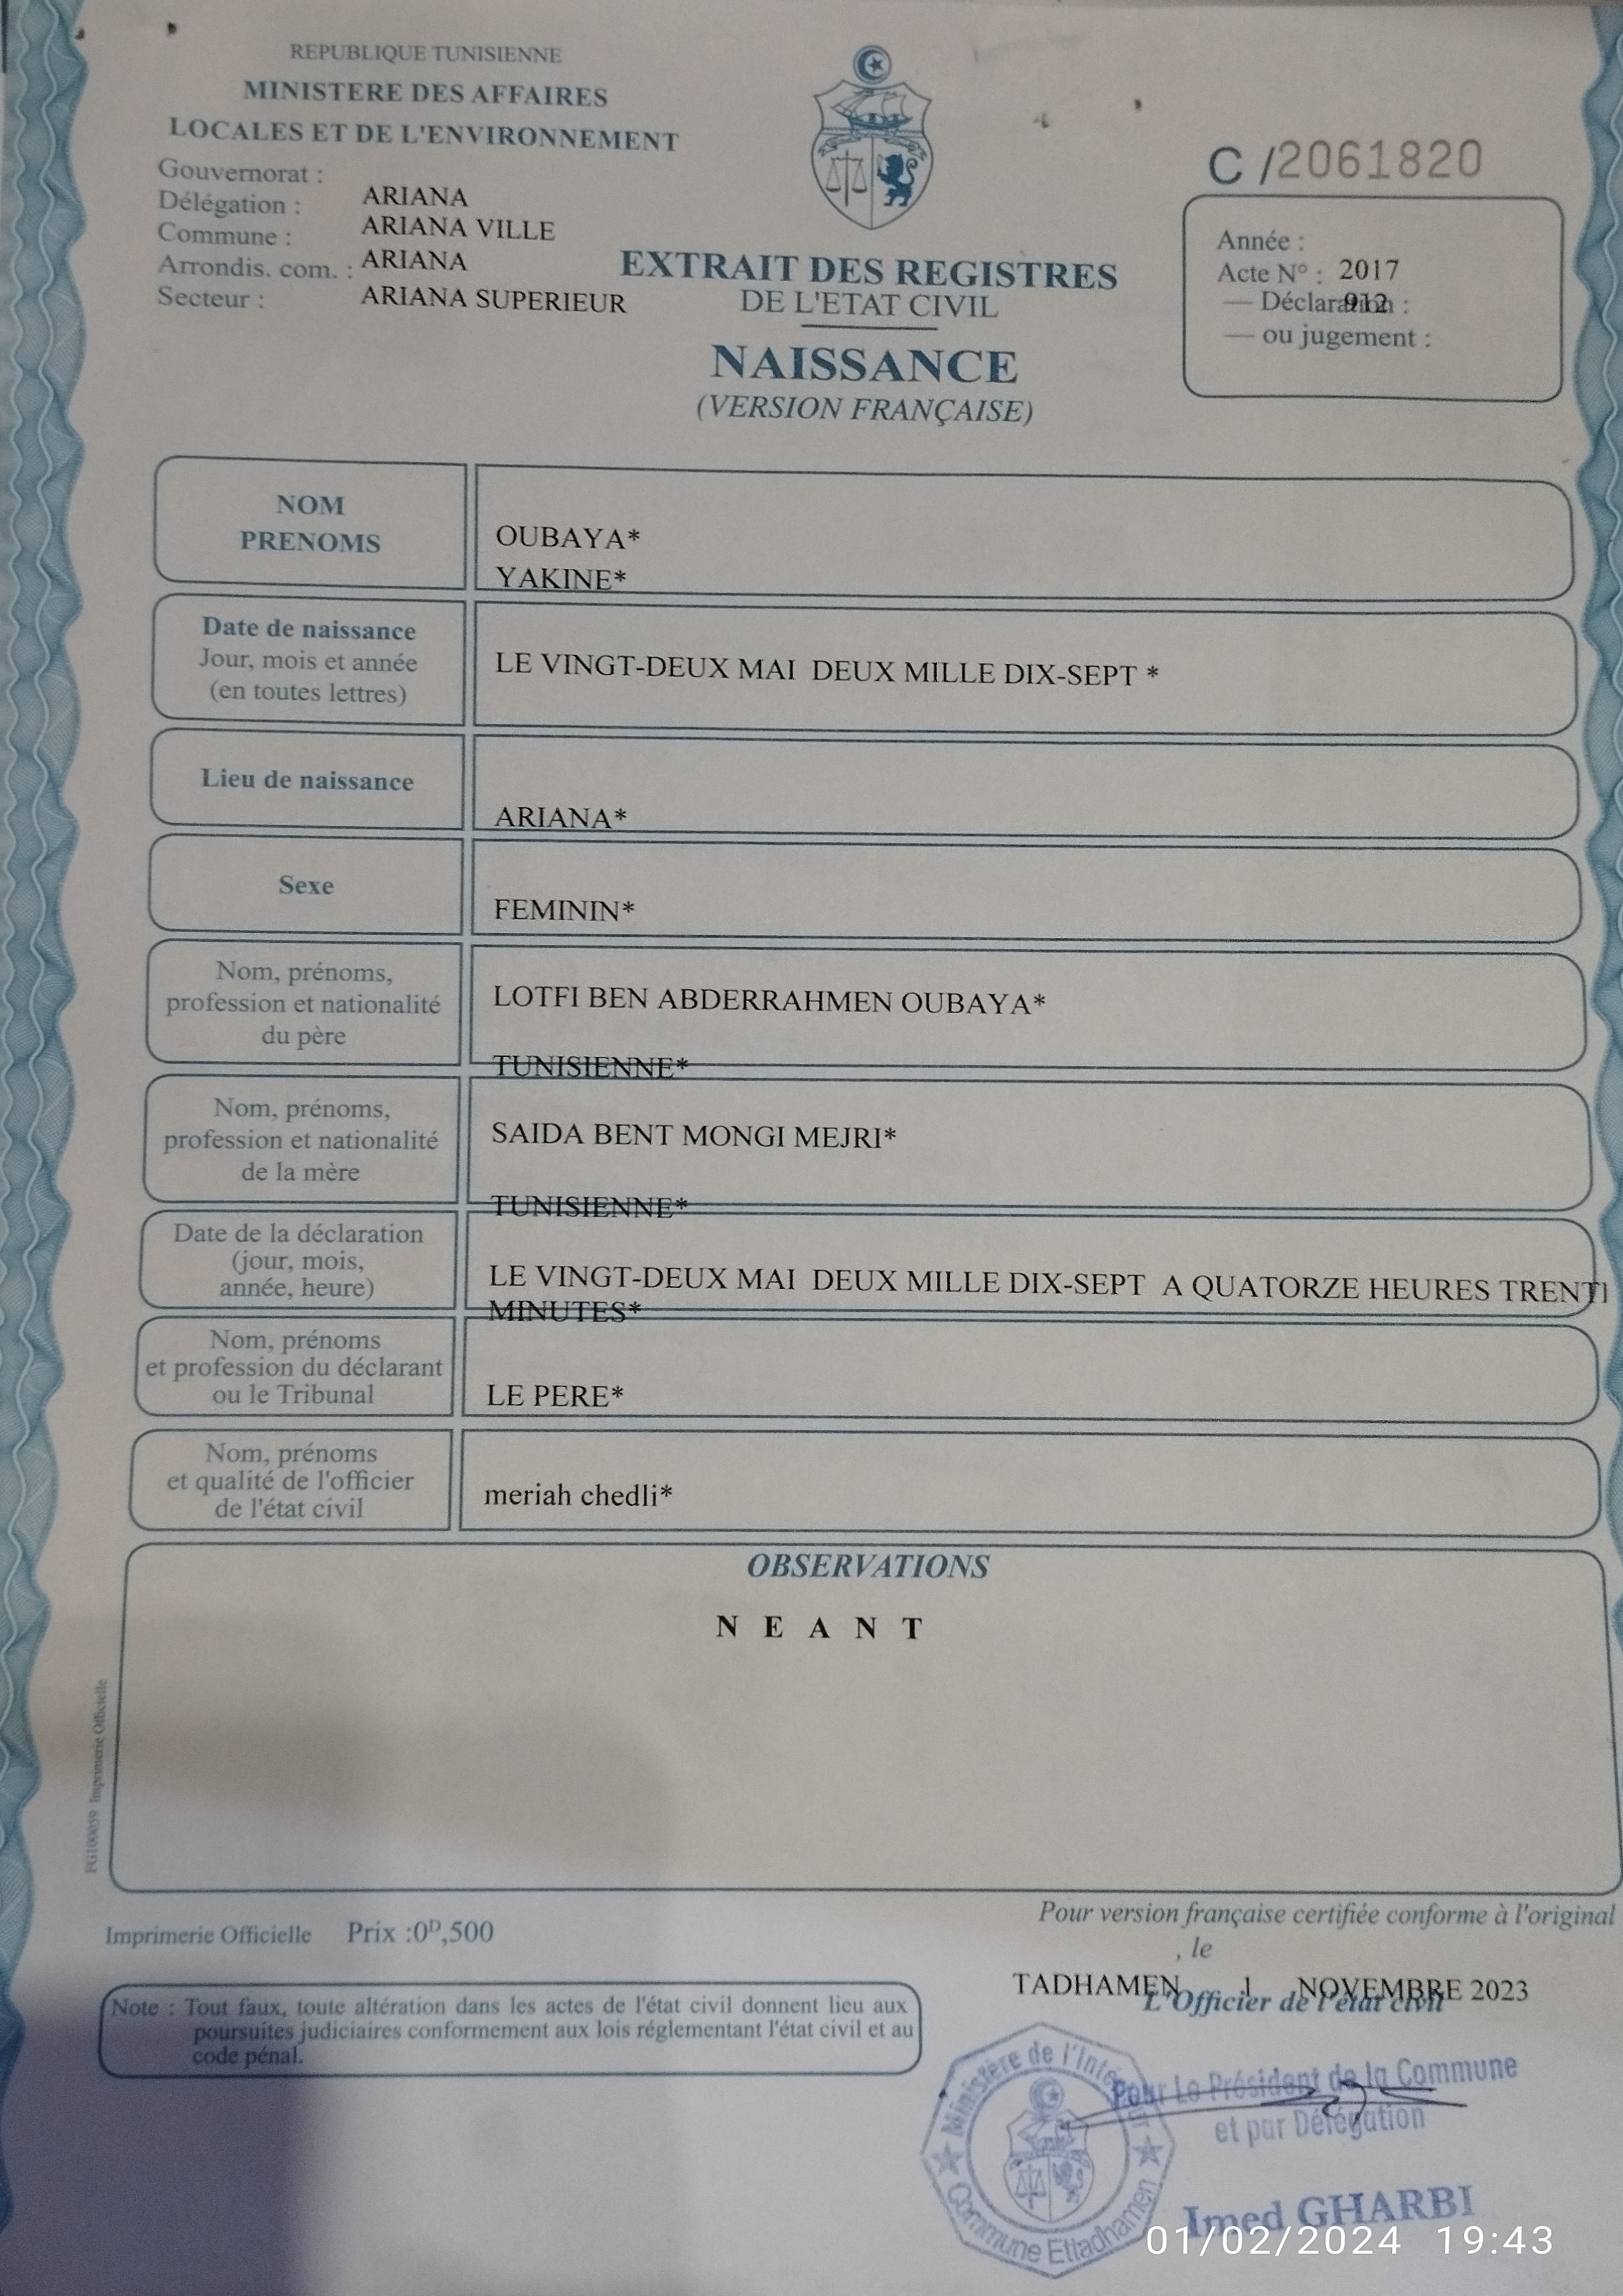 REPUBLIQUE TUNISIENNE
MINISTERE DES AFFAIRES
LOCALES ET DE L'ENVIRONNEMENT
Gouvernorat :
Délégation : ARIANA
Commune : ARIANA VILLE
Arrondis. com. : ARIANA
Secteur : ARIANA SUPERIEUR
EXTRAIT DES REGISTRES
DE L'ETAT CIVIL
NAISSANCE
(VERSION FRANÇAISE)
C /2061820
Année :
Acte N° : 2017
— Déclaration : 912
— ou jugement :
NOM
PRENOMS
OUBAYA*
YAKINE*
Date de naissance
Jour, mois et année
(en toutes lettres)
LE VINGT-DEUX MAI DEUX MILLE DIX-SEPT *
Lieu de naissance
ARIANA*
Sexe
FEMININ*
Nom, prénoms,
profession et nationalité
du père
LOTFI BEN ABDERRAHMEN OUBAYA*
TUNISIENNE*
Nom, prénoms,
profession et nationalité
de la mère
SAIDA BENT MONGI MEJRI*
TUNISIENNE*
Date de la déclaration
(jour, mois,
année, heure)
LE VINGT-DEUX MAI DEUX MILLE DIX-SEPT A QUATORZE HEURES TRENT
MINUTES*
Nom, prénoms
et profession du déclarant
ou le Tribunal
LE PERE*
Nom, prénoms
et qualité de l'officier
de l'état civil
meriah chedli*
OBSERVATIONS
N E A N T
FG100059 Imprimerie Officielle
Imprimerie Officielle Prix :0D,500
Pour version française certifiée conforme à l'original
, le
TADHAMEN 1 NOVEMBRE 2023
L'Officier de l'état civil
Note : Tout faux, toute altération dans les actes de l'état civil donnent lieu aux
poursuites judiciaires conformement aux lois réglementant l'état civil et au
code pénal.
Ministère de l'Intérieur
Commune Ettadhamen
Pour Le Président de la Commune
et par Délégation
Imed GHARBI
01/02/2024 19:43